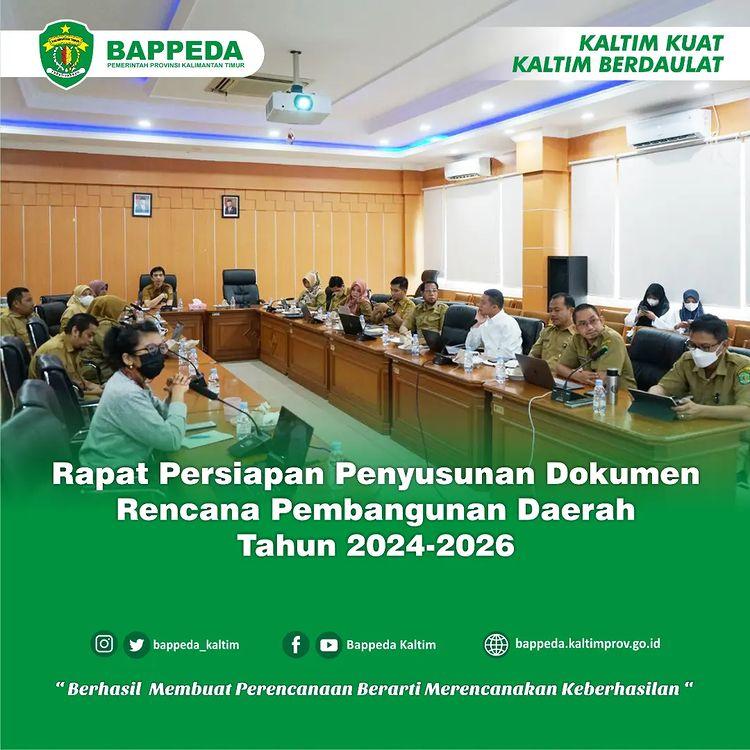 BAPPEDA
PEMERINTAH PROVINSI KALIMANTAN TIMUR
KALTIM KUAT
KALTIM BERDAULAT
Rapat Persiapan Penyusunan Dokumen
Rencana Pembangunan Daerah
Tahun 2024-2026
bappeda_kaltim
Bappeda Kaltim
bappeda.kaltimprov.go.id
“ Berhasil Membuat Perencanaan Berarti Merencanakan Keberhasilan “